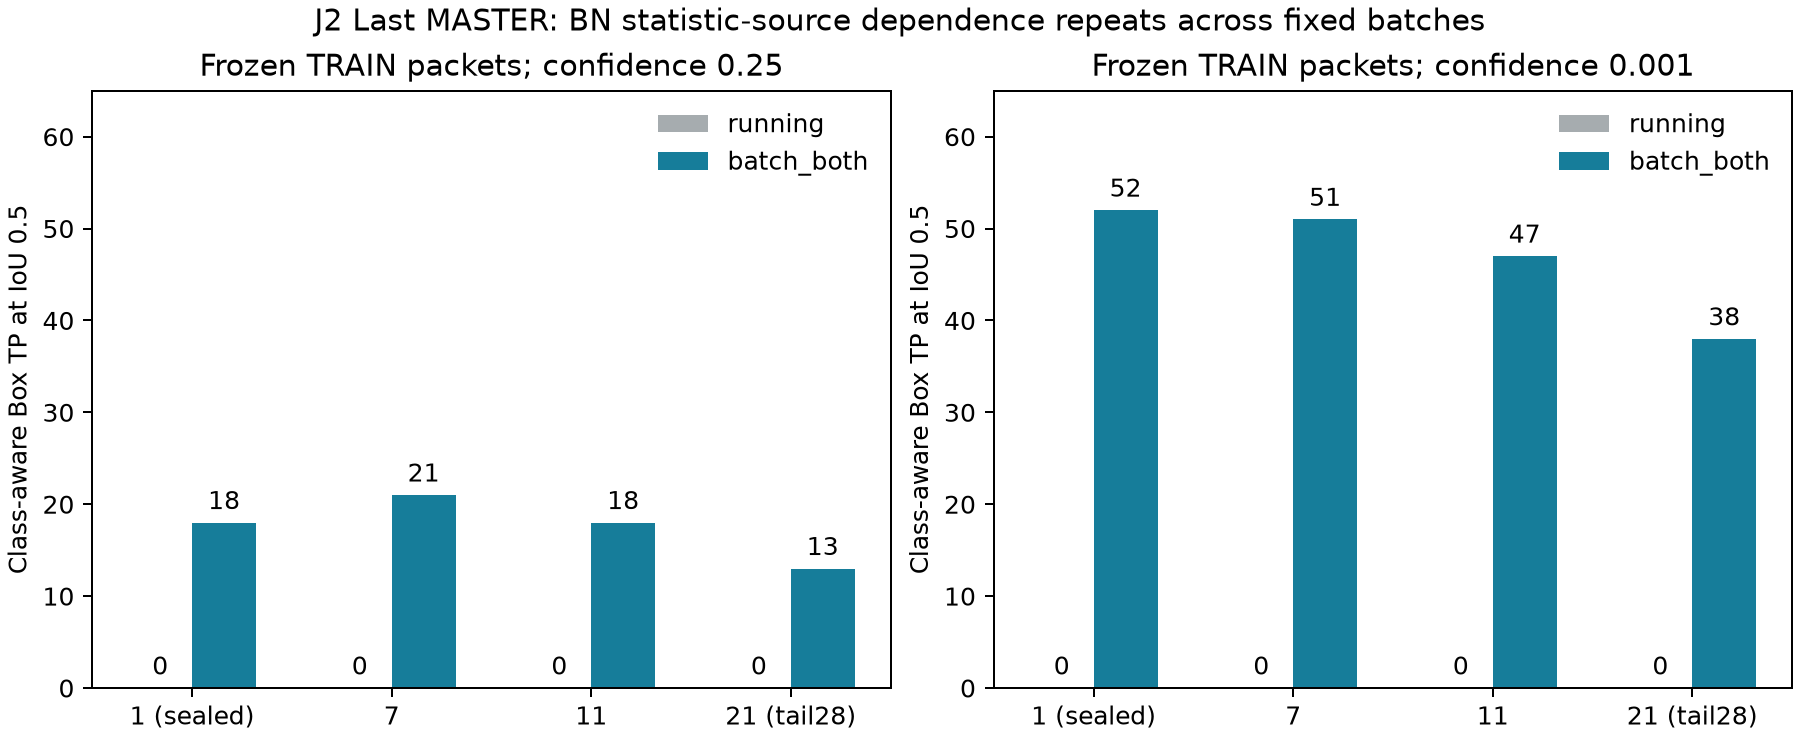 J2 Last MASTER: BN statistic-source dependence repeats across fixed batches
Frozen TRAIN packets; confidence 0.25
Class-aware Box TP at IoU 0.5
60
50
40
30
20
10
0
running
batch_both
0 18
0 21
0 18
0 13
1 (sealed) 7 11 21 (tail28)
Frozen TRAIN packets; confidence 0.001
Class-aware Box TP at IoU 0.5
60
50
40
30
20
10
0
running
batch_both
0 52
0 51
0 47
0 38
1 (sealed) 7 11 21 (tail28)